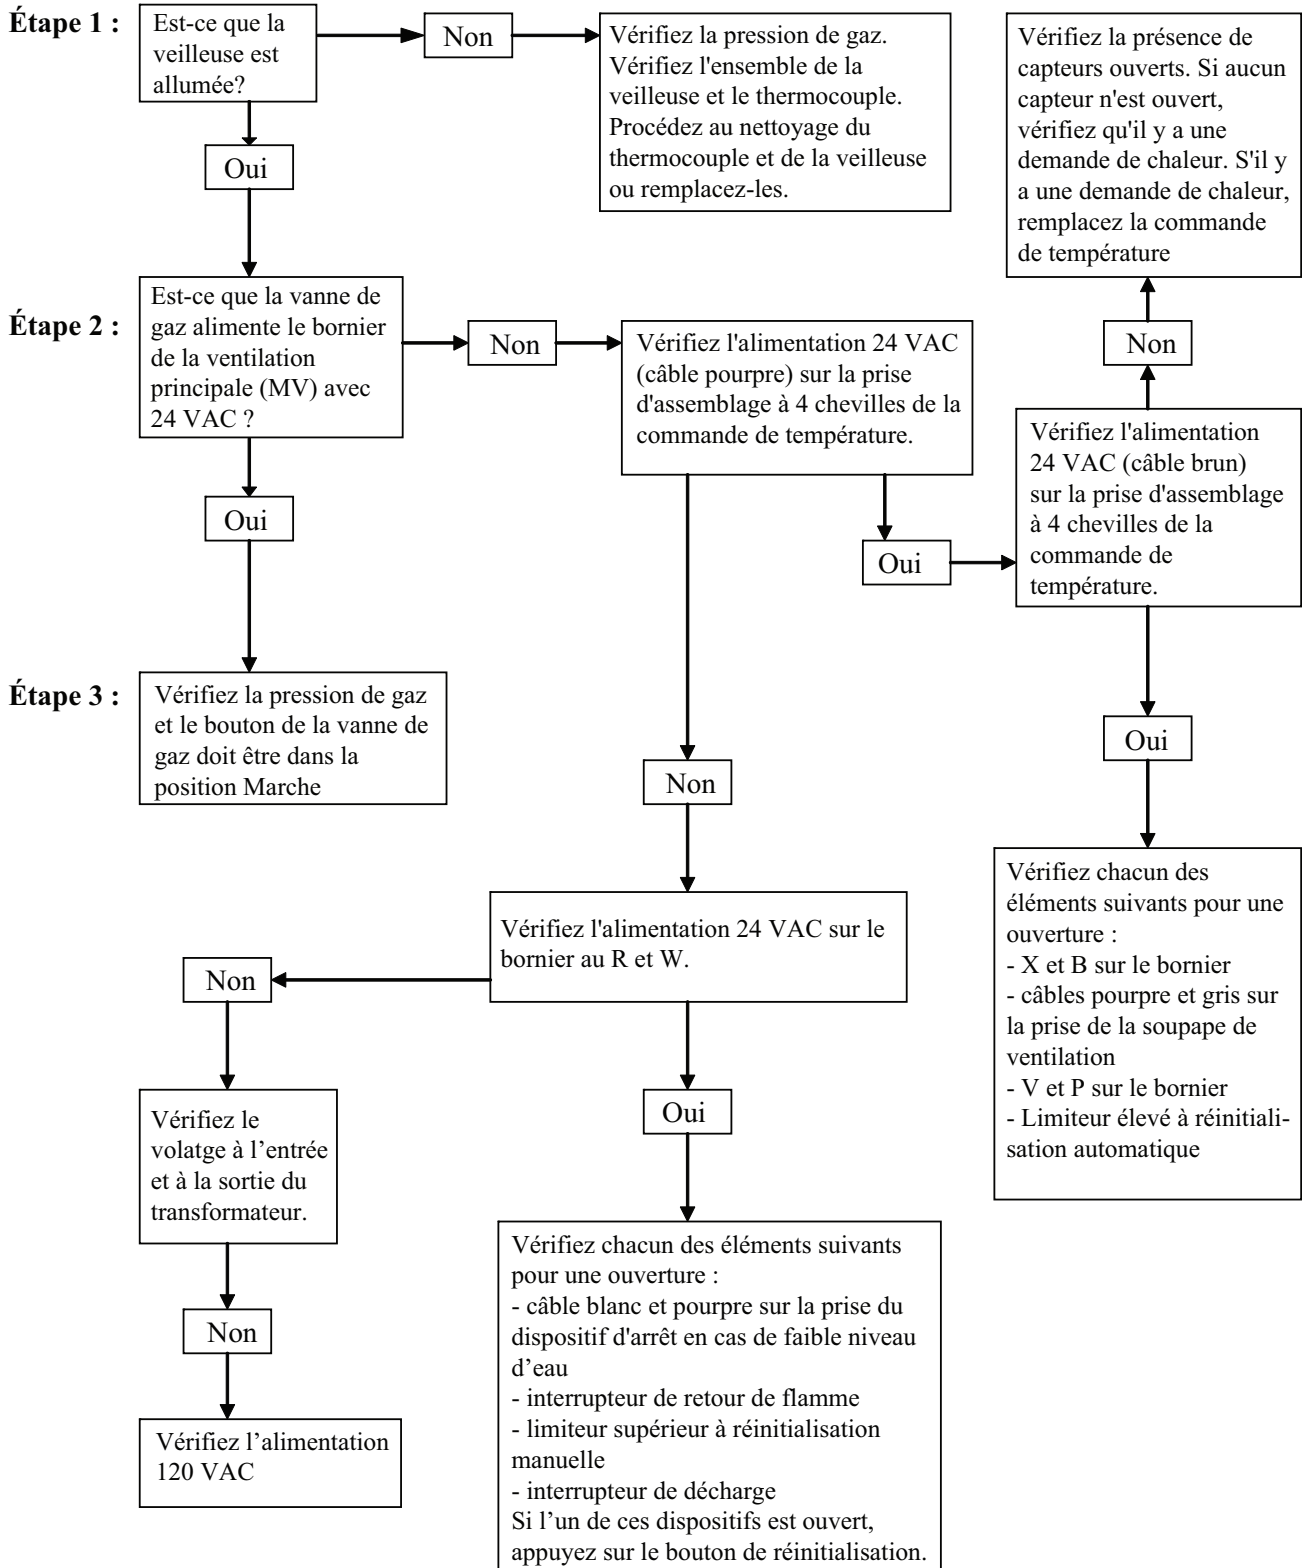 Étape 1 :
Est-ce que la
veilleuse est
allumée?
Non
Vérifiez la pression de gaz.
Vérifiez l'ensemble de la
veilleuse et le thermocouple.
Procédez au nettoyage du
thermocouple et de la veilleuse
ou remplacez-les.
Vérifiez la présence de
capteurs ouverts. Si aucun
capteur n'est ouvert,
vérifiez qu'il y a une
demande de chaleur. S'il y
a une demande de chaleur,
remplacez la commande
de température
Oui
Étape 2 :
Est-ce que la vanne de
gaz alimente le bornier
de la ventilation
principale (MV) avec
24 VAC ?
Non
Vérifiez l'alimentation 24 VAC
(câble pourpre) sur la prise
d'assemblage à 4 chevilles de la
commande de température.
Non
Vérifiez l'alimentation
24 VAC (câble brun)
sur la prise d'assemblage
à 4 chevilles de la
commande de
température.
Oui
Oui
Étape 3 :
Vérifiez la pression de gaz
et le bouton de la vanne de
gaz doit être dans la
position Marche
Non
Oui
Vérifiez chacun des
éléments suivants pour une
ouverture :
- X et B sur le bornier
- câbles pourpre et gris sur
la prise de la soupape de
ventilation
- V et P sur le bornier
- Limiteur élevé à réinitiali-
sation automatique
Vérifiez l'alimentation 24 VAC sur le
bornier au R et W.
Non
Vérifiez le
volatge à l’entrée
et à la sortie du
transformateur.
Oui
Non
Vérifiez l’alimentation
120 VAC
Vérifiez chacun des éléments suivants
pour une ouverture :
- câble blanc et pourpre sur la prise du
dispositif d'arrêt en cas de faible niveau
d’eau
- interrupteur de retour de flamme
- limiteur supérieur à réinitialisation
manuelle
- interrupteur de décharge
Si l’un de ces dispositifs est ouvert,
appuyez sur le bouton de réinitialisation.